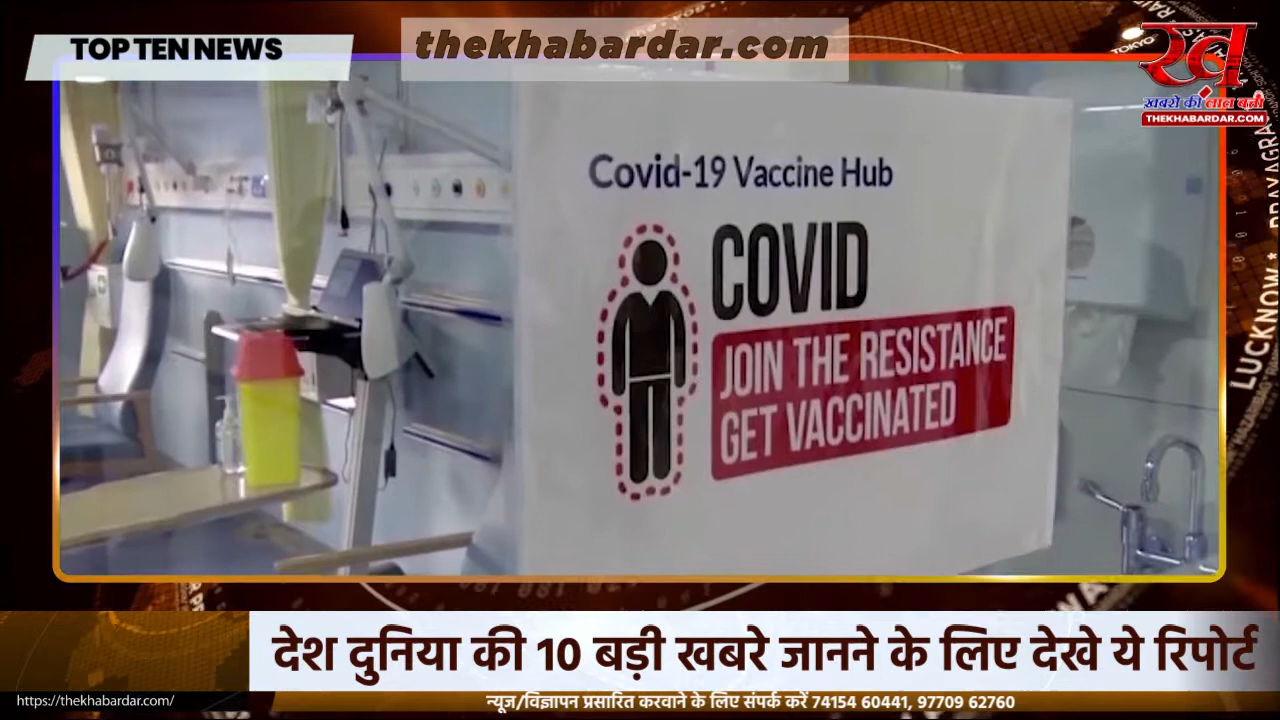 TOP TEN NEWS
thekhabardar.com
TOKYO
ख़
खबरों की लाल बत्ती
THEKHABARDAR.COM
Covid-19 Vaccine Hub
COVID
JOIN THE RESISTANCE
GET VACCINATED
LUCKNOW
देश दुनिया की 10 बड़ी खबरे जानने के लिए देखे ये रिपोर्ट
https://thekhabardar.com/
न्यूज/विज्ञापन प्रसारित करवाने के लिए संपर्क करें 74154 60441, 97709 62760